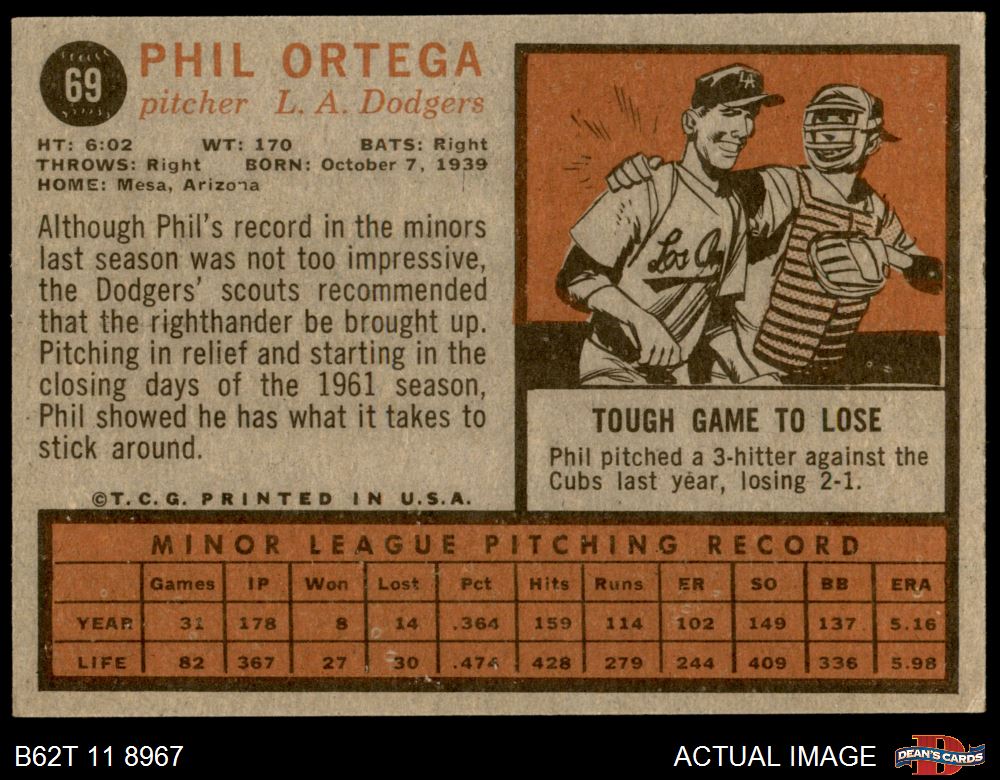 69
PHIL ORTEGA
pitcher L. A. Dodgers
HT: 6:02 WT: 170 BATS: Right
THROWS: Right BORN: October 7, 1939
HOME: Mesa, Arizona
Although Phil's record in the minors
last season was not too impressive,
the Dodgers' scouts recommended
that the righthander be brought up.
Pitching in relief and starting in the
closing days of the 1961 season,
Phil showed he has what it takes to
stick around.
©T.C.G. PRINTED IN U.S.A.
LA
Los An
TOUGH GAME TO LOSE
Phil pitched a 3-hitter against the
Cubs last year, losing 2-1.
MINOR LEAGUE PITCHING RECORD
Games IP Won Lost Pct Hits Runs ER SO BB ERA
YEAR 31 178 8 14 .364 159 114 102 149 137 5.16
LIFE 82 367 27 30 .474 428 279 244 409 336 5.98
B62T 11 8967
ACTUAL IMAGE
D
DEAN'S CARDS